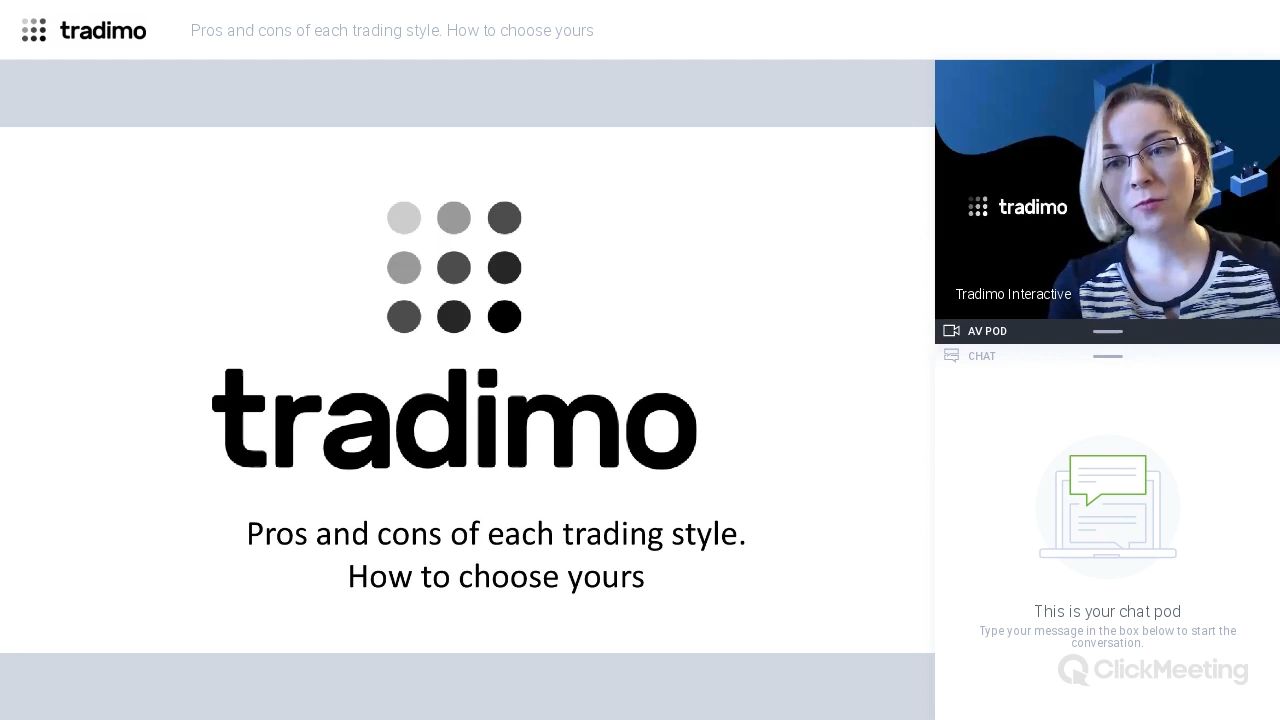 tradimo
Pros and cons of each trading style. How to choose yours
tradimo
Pros and cons of each trading style.
How to choose yours
tradimo
Tradimo Interactive
AV POD
CHAT
This is your chat pod
Type your message in the box below to start the
conversation.
ClickMeeting